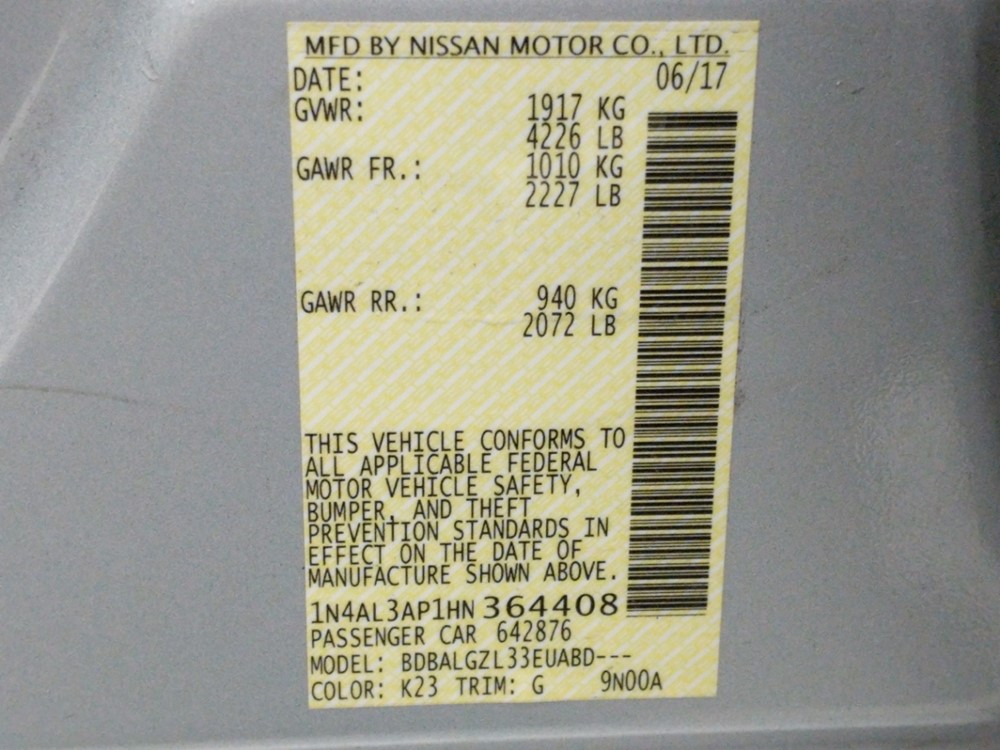 MFD BY NISSAN MOTOR CO., LTD.
DATE: 06/17
GVWR: 1917 KG
4226 LB
GAWR FR.: 1010 KG
2227 LB
GAWR RR.: 940 KG
2072 LB
THIS VEHICLE CONFORMS TO
ALL APPLICABLE FEDERAL
MOTOR VEHICLE SAFETY,
BUMPER, AND THEFT
PREVENTION STANDARDS IN
EFFECT ON THE DATE OF
MANUFACTURE SHOWN ABOVE.
1N4AL3AP1HN 364408
PASSENGER CAR 642876
MODEL: BDBALGZL33EUABD---
COLOR: K23 TRIM: G 9N00A